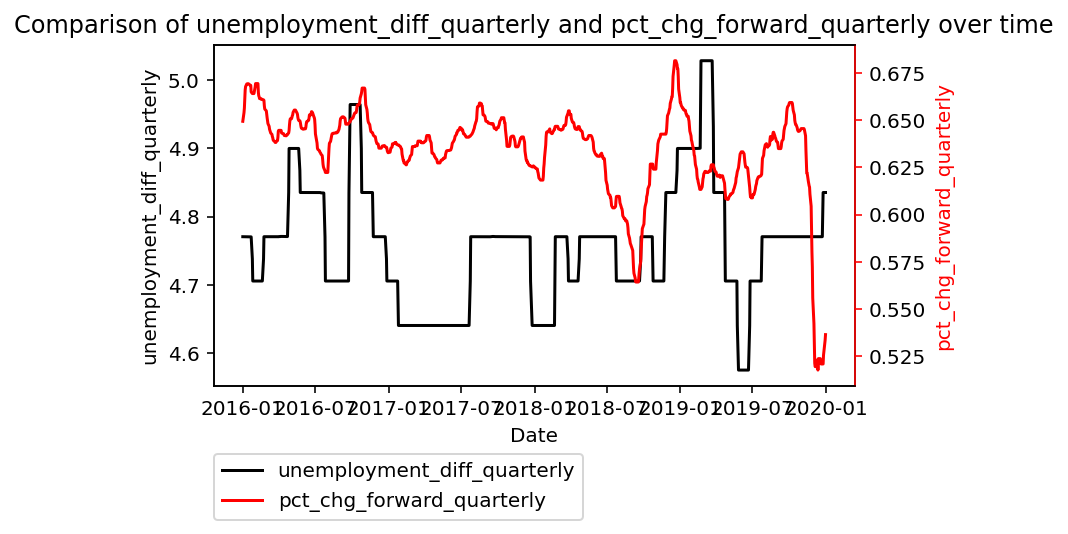 Comparison of unemployment_diff_quarterly and pct_chg_forward_quarterly over time
unemployment_diff_quarterly
5.0
4.9
4.8
4.7
4.6
0.675
0.650
0.625
0.600
0.575
0.550
0.525
pct_chg_forward_quarterly
2016-01 2016-07 2017-01 2017-07 2018-01 2018-07 2019-01 2019-07 2020-01
Date
unemployment_diff_quarterly
pct_chg_forward_quarterly